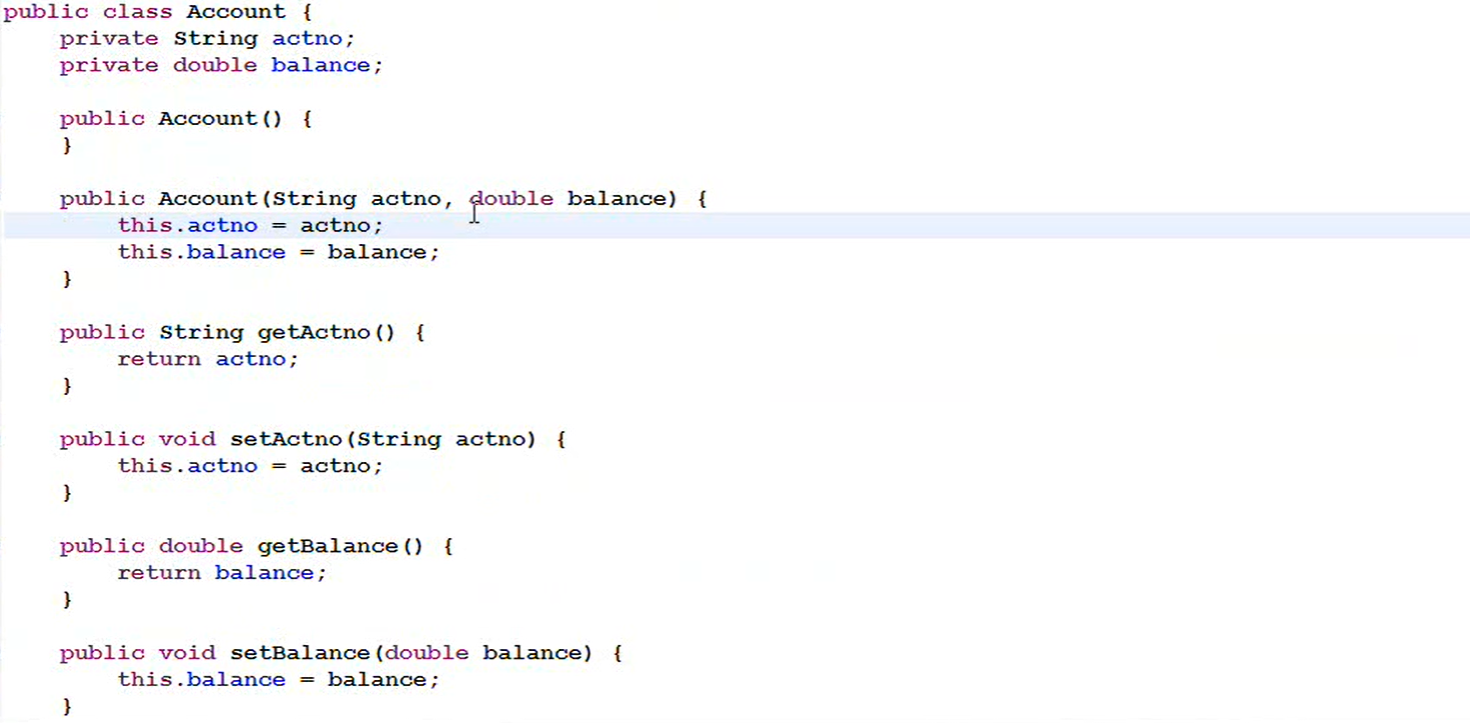 public class Account {
    private String actno;
    private double balance;

    public Account() {
    }

    public Account(String actno, double balance) {
        this.actno = actno;
        this.balance = balance;
    }

    public String getActno() {
        return actno;
    }

    public void setActno(String actno) {
        this.actno = actno;
    }

    public double getBalance() {
        return balance;
    }

    public void setBalance(double balance) {
        this.balance = balance;
    }